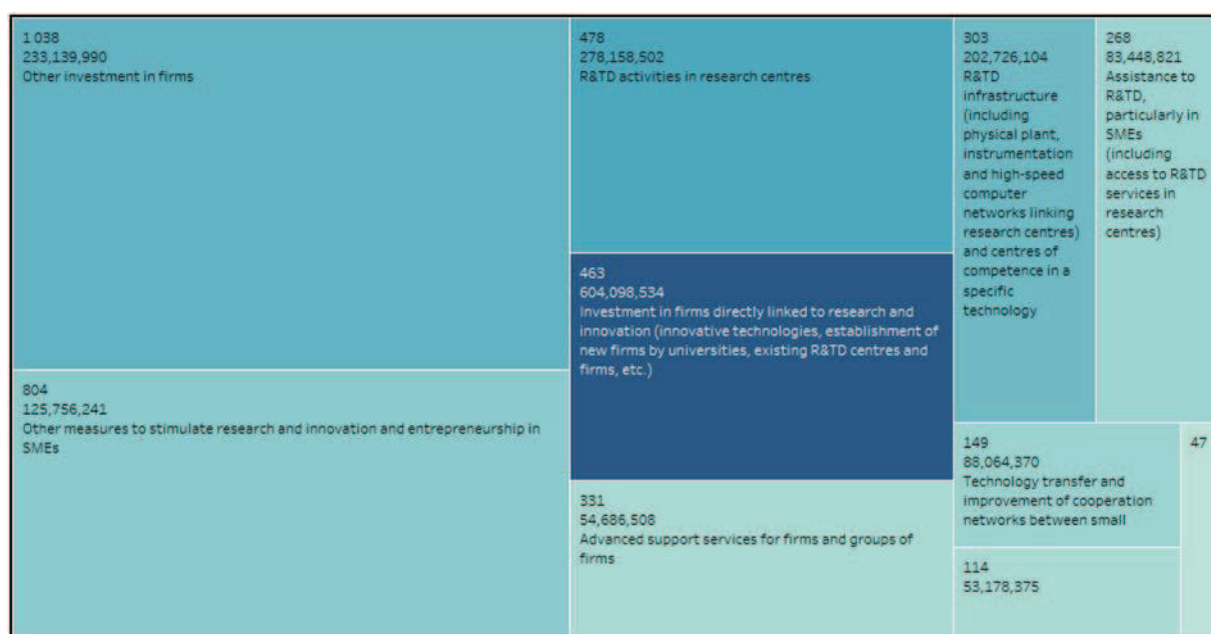 1 038
233,139,990
Other investment in firms
804
125,756,241
Other measures to stimulate research and innovation and entrepreneurship in
SMEs
478
278,158,502
R&TD activities in research centres
463
604,098,534
Investment in firms directly linked to research and
innovation (innovative technologies, establishment of
new firms by universities, existing R&TD centres and
firms, etc.)
331
54,686,508
Advanced support services for firms and groups of
firms
303
202,726,104
R&TD
infrastructure
(including
physical plant,
instrumentation
and high-speed
computer
networks linking
research centres)
and centres of
competence in a
specific
technology
268
83,448,821
Assistance to
R&TD,
particularly in
SMEs
(including
access to R&TD
services in
research
centres)
149
88,064,370
Technology transfer and
improvement of cooperation
networks between small
114
53,178,375
47